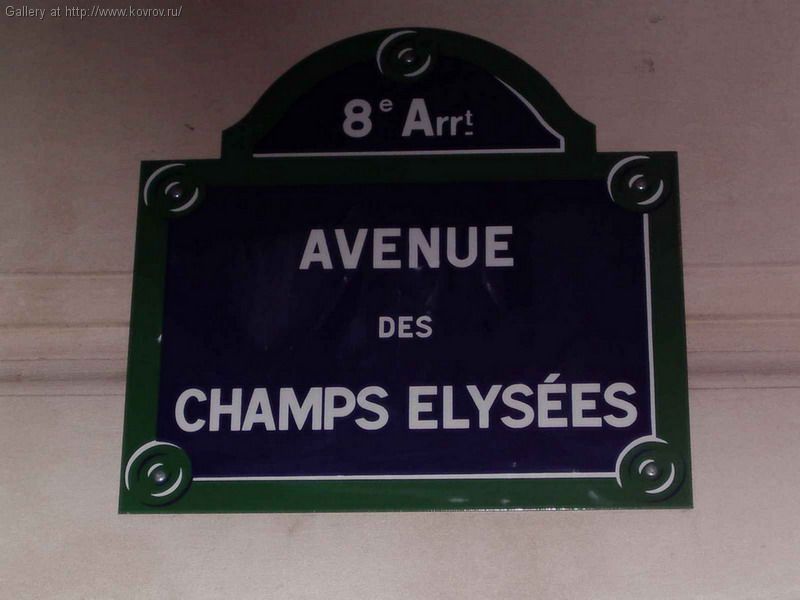 Gallery at http://www.kovrov.ru/
8e Arrt
AVENUE
DES
CHAMPS ELYSÉES